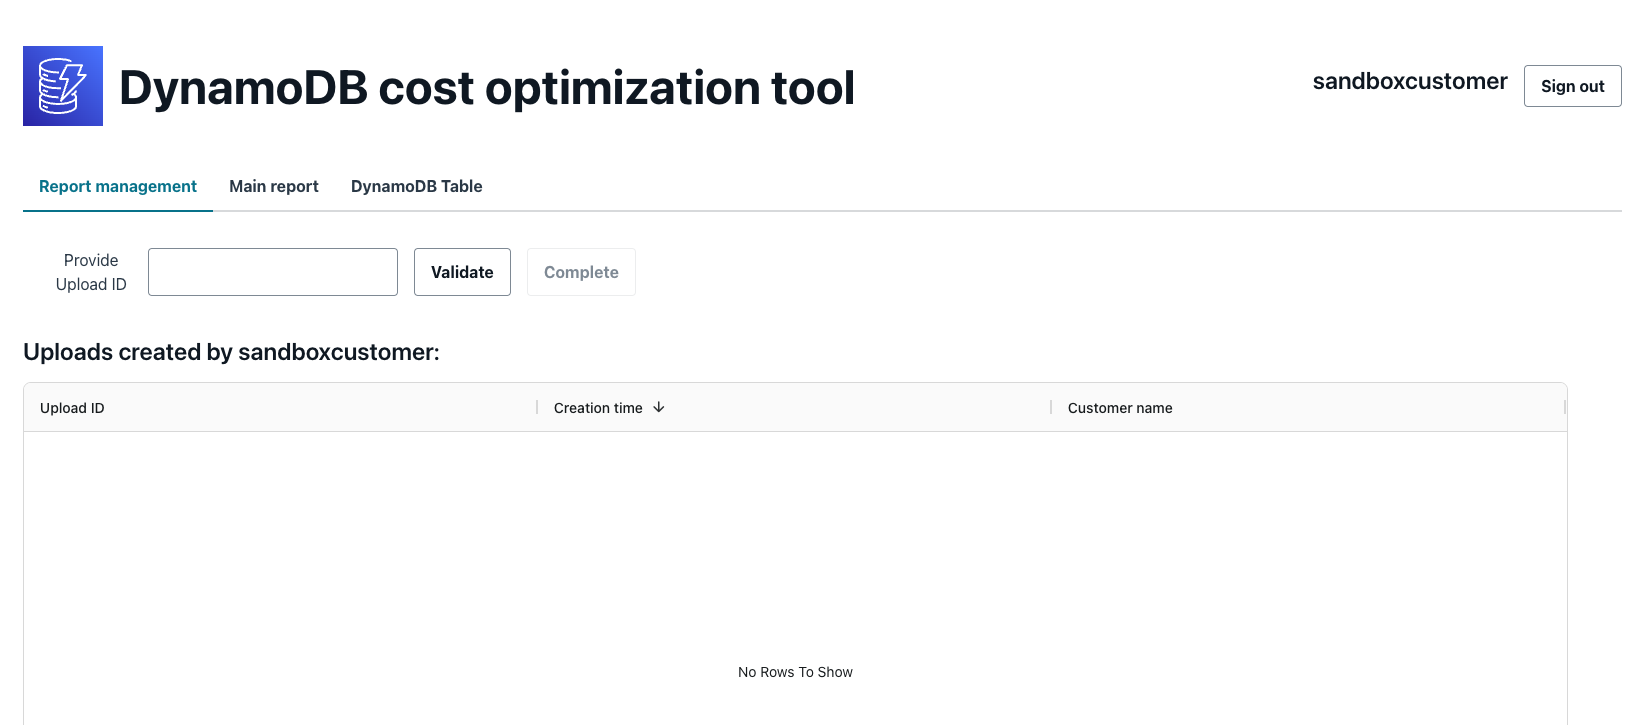 DynamoDB cost optimization tool
sandboxcustomer
Sign out
Report management
Main report
DynamoDB Table
Provide
Upload ID
Validate
Complete
Uploads created by sandboxcustomer:
Upload ID
Creation time
Customer name
No Rows To Show